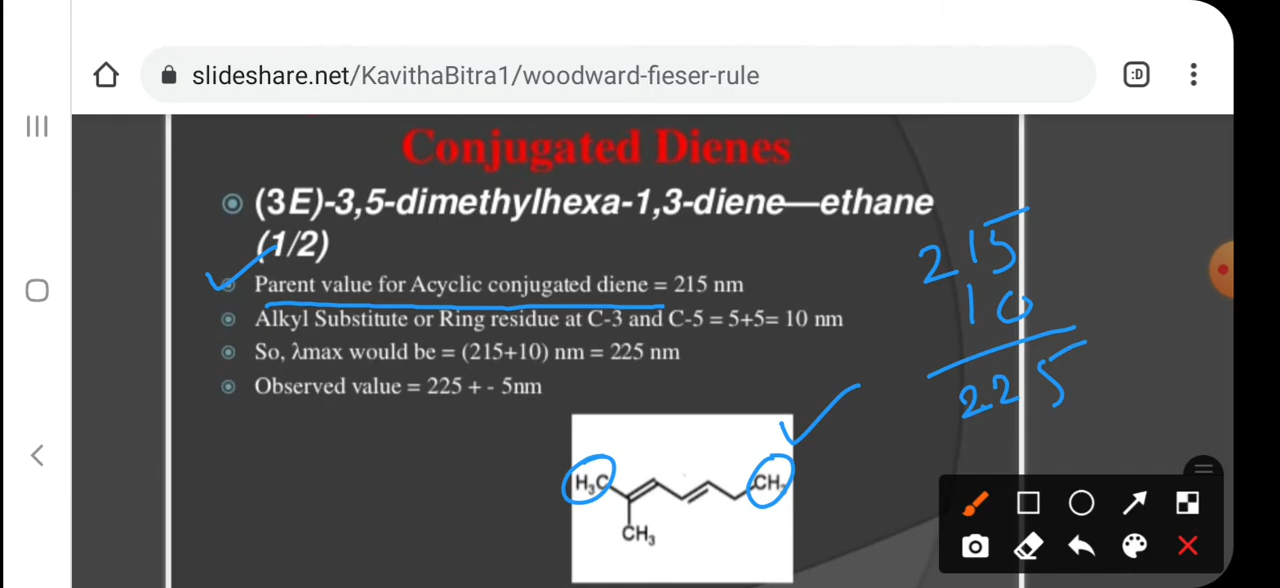 :D
slideshare.net/KavithaBitra1/woodward-fieser-rule
Conjugated Dienes
(3E)-3,5-dimethylhexa-1,3-diene—ethane
(1/2)
Parent value for Acyclic conjugated diene = 215 nm
Alkyl Substitute or Ring residue at C-3 and C-5 = 5+5= 10 nm
So, λmax would be = (215+10) nm = 225 nm
Observed value = 225 + - 5nm
215
10
225
H₃C
CH₃
CH₃